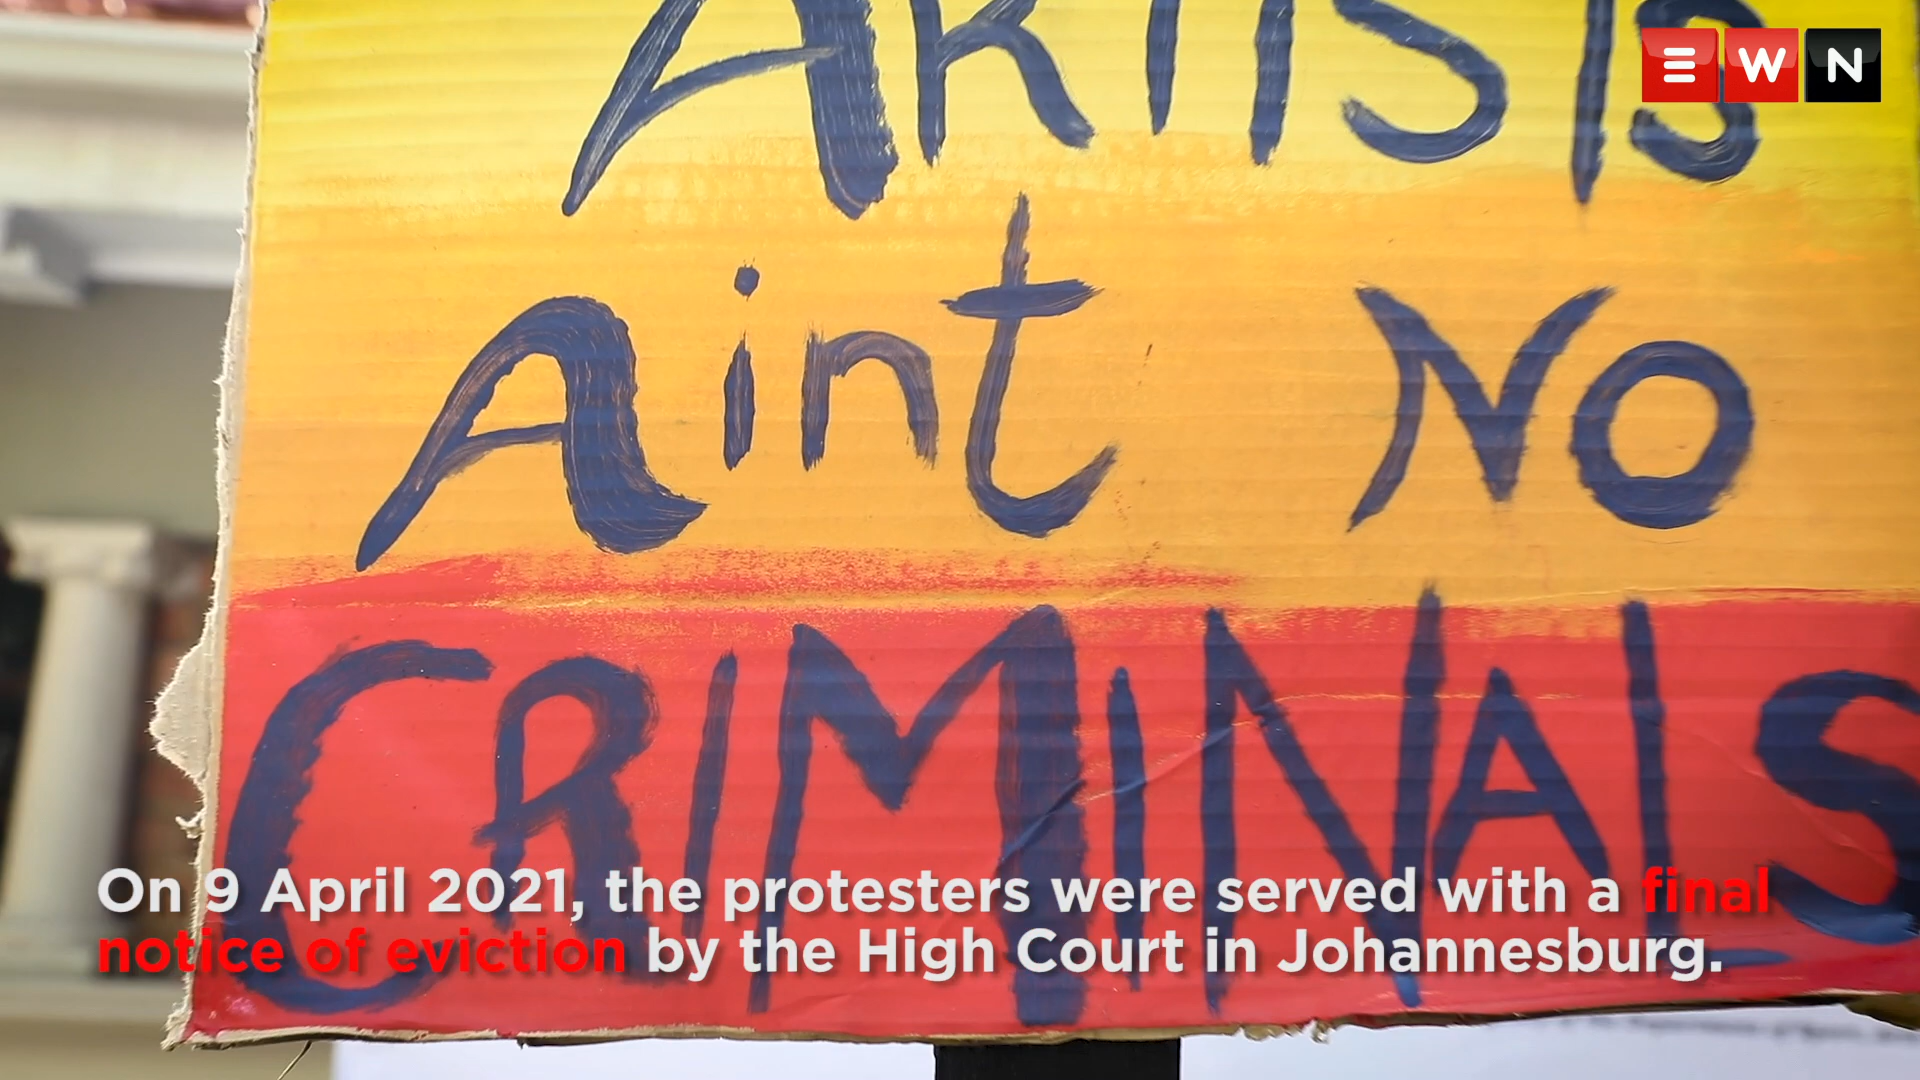 EWN
ARTISTS
Aint NO
CRIMINALS
On 9 April 2021, the protesters were served with a final
notice of eviction by the High Court in Johannesburg.